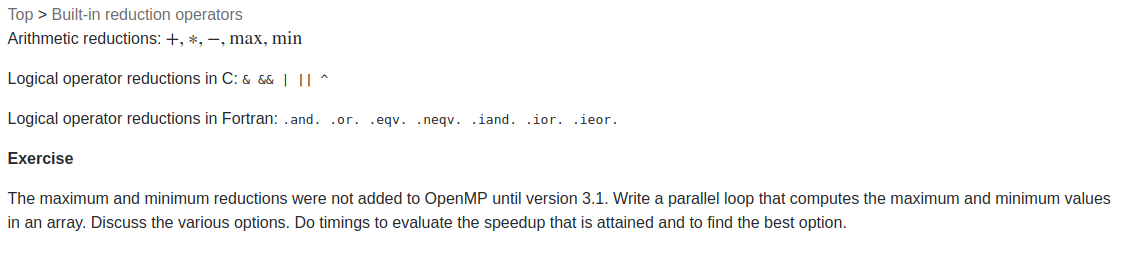 Top > Built-in reduction operators
Arithmetic reductions: +, ∗, −, max, min
Logical operator reductions in C: & && | || ^
Logical operator reductions in Fortran: .and. .or. .eqv. .neqv. .iand. .ior. .ieor.
Exercise
The maximum and minimum reductions were not added to OpenMP until version 3.1. Write a parallel loop that computes the maximum and minimum values
in an array. Discuss the various options. Do timings to evaluate the speedup that is attained and to find the best option.